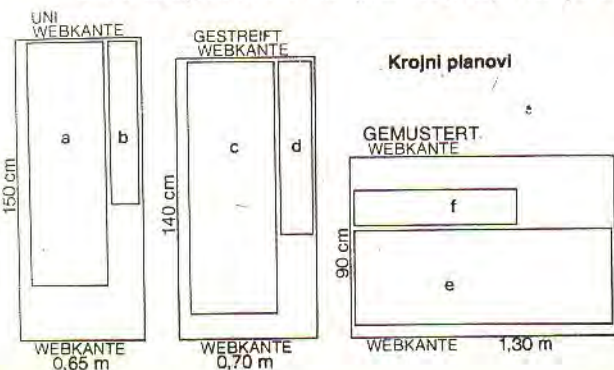 UNI
WEBKANTE
a
b
150 cm
WEBKANTE
0,65 m
GESTREIFT
WEBKANTE
c
d
140 cm
WEBKANTE
0,70 m
Krojni planovi
GEMUSTERT.
WEBKANTE
f
e
90 cm
WEBKANTE 1,30 m